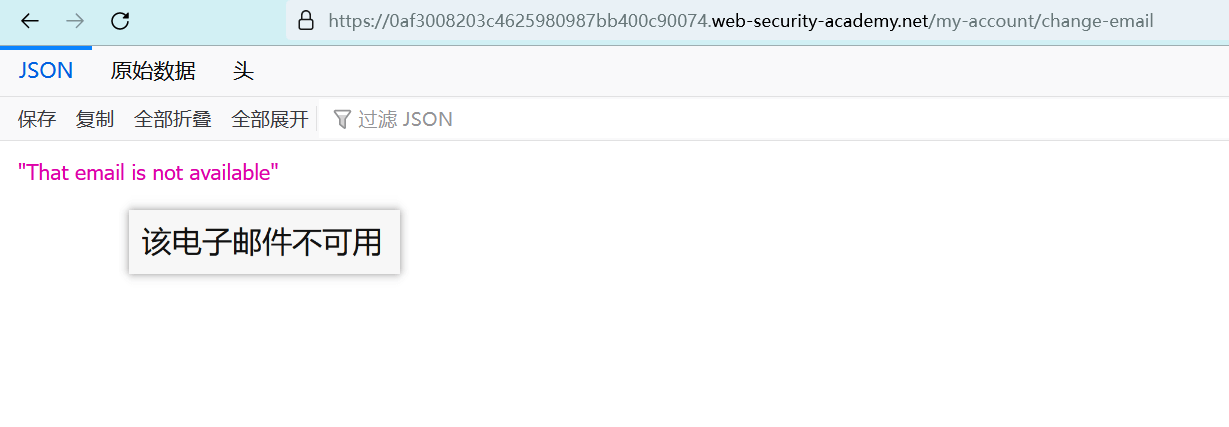 https://0af3008203c4625980987bb400c90074.web-security-academy.net/my-account/change-email
JSON 原始数据 头
保存 复制 全部折叠 全部展开 过滤 JSON
"That email is not available"
该电子邮件不可用